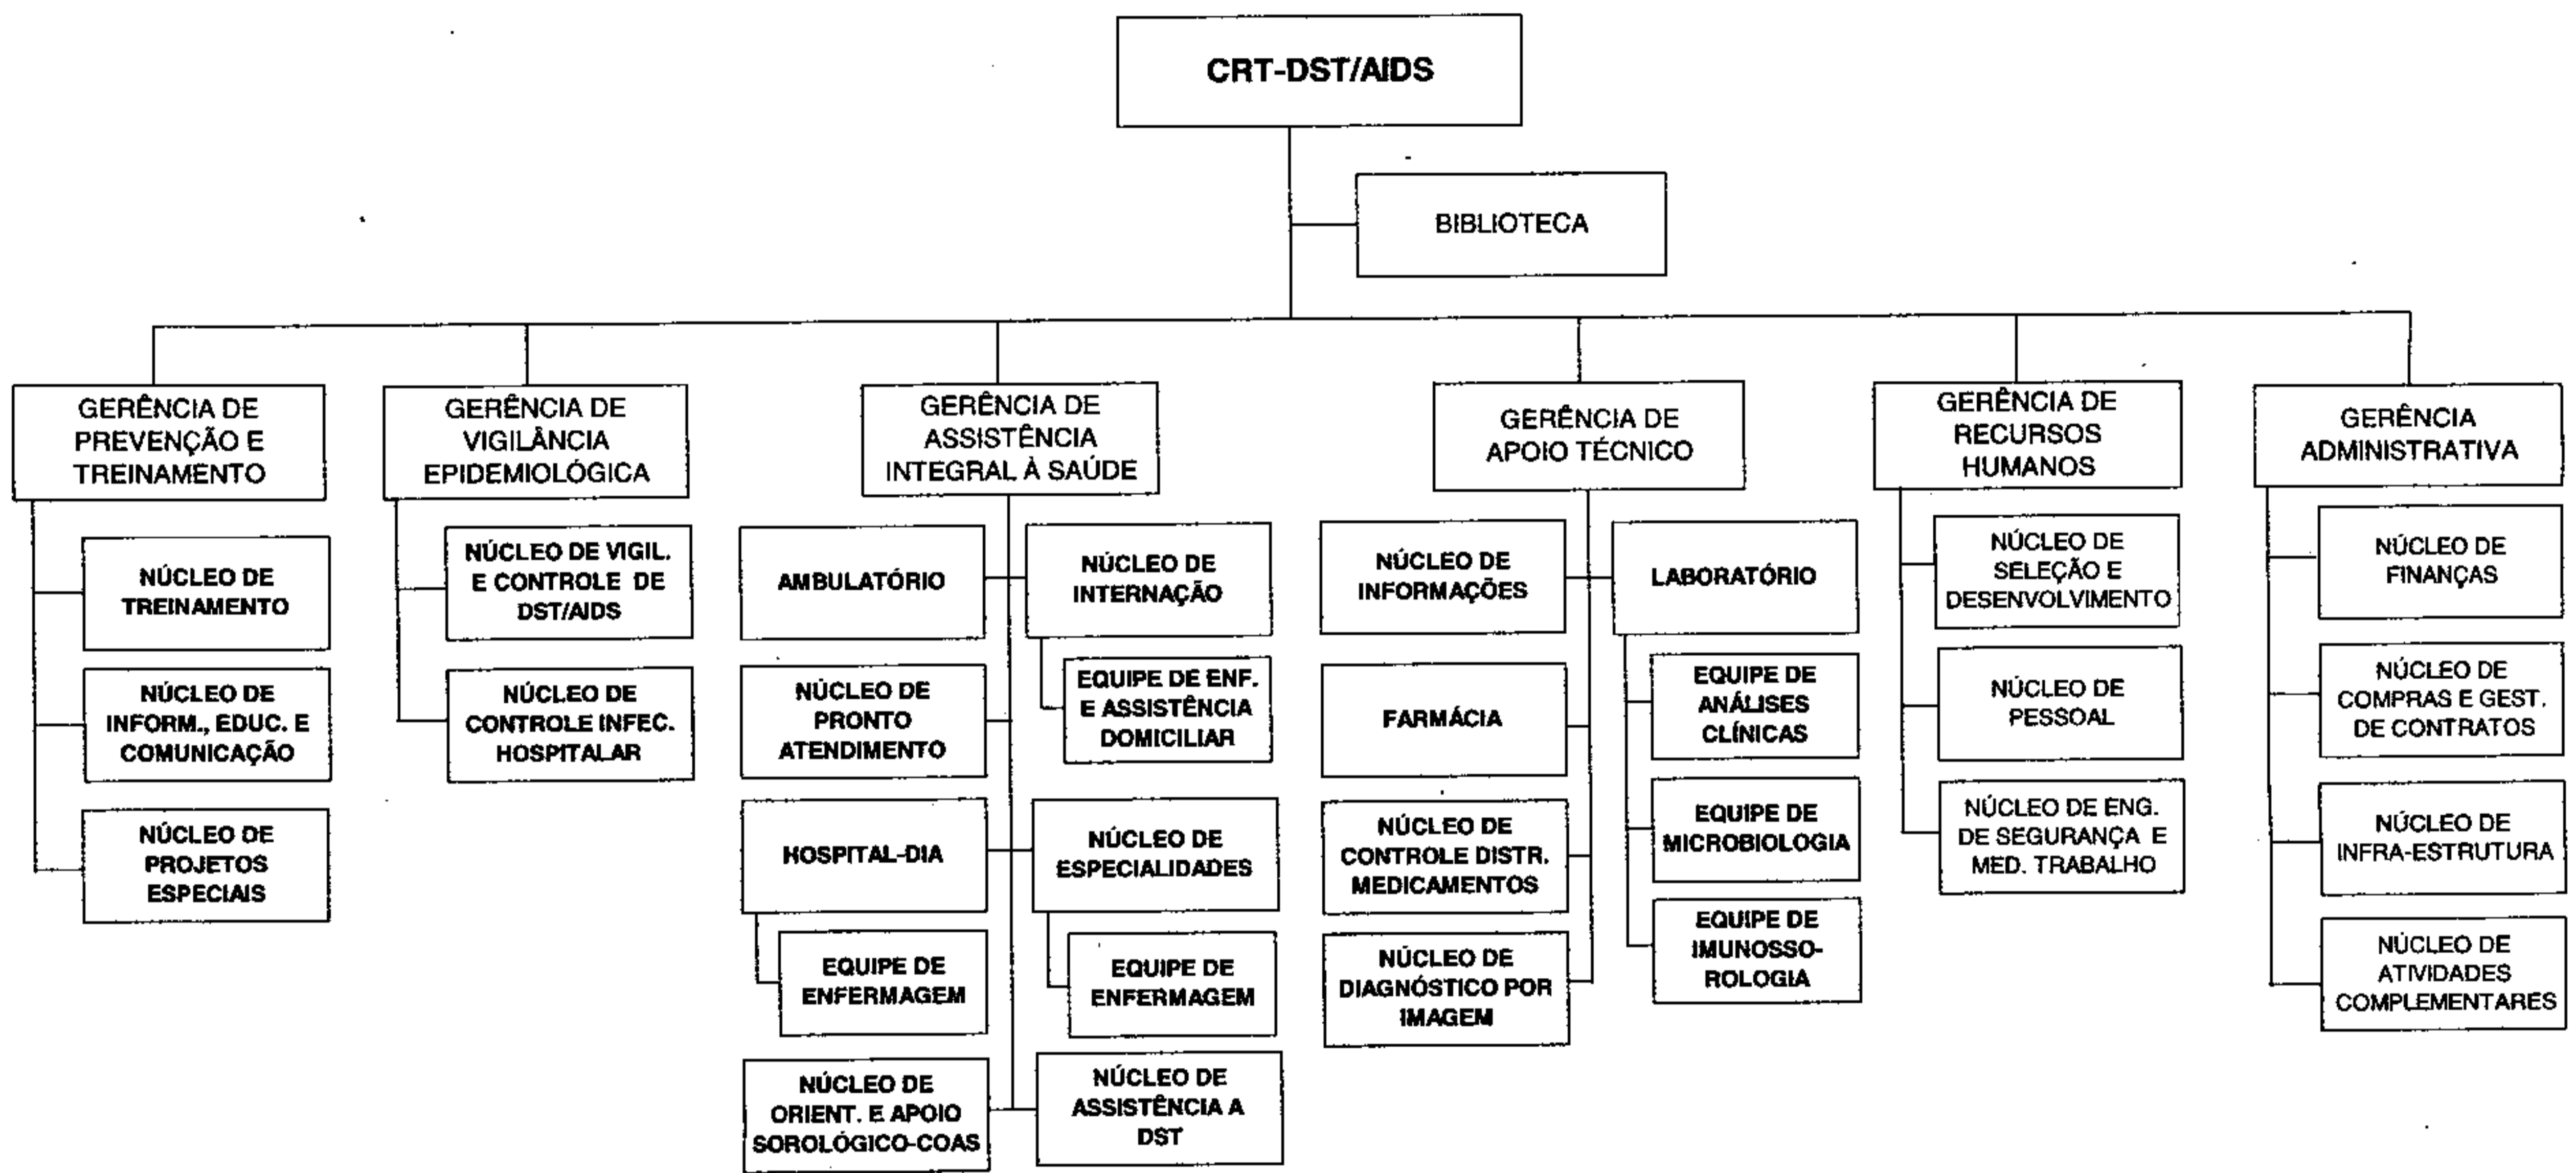 CRT-DST/AIDS
BIBLIOTECA
GERÊNCIA DE
PREVENÇÃO E
TREINAMENTO
NÚCLEO DE
TREINAMENTO
NÚCLEO DE
INFORM., EDUC. E
COMUNICAÇÃO
NÚCLEO DE
PROJETOS
ESPECIAIS
GERÊNCIA DE
VIGILÂNCIA
EPIDEMIOLÓGICA
NÚCLEO DE VIGIL.
E CONTROLE DE
DST/AIDS
NÚCLEO DE
CONTROLE INFEC.
HOSPITALAR
GERÊNCIA DE
ASSISTÊNCIA
INTEGRAL À SAÚDE
AMBULATÓRIO
NÚCLEO DE
INTERNAÇÃO
EQUIPE DE ENF.
E ASSISTÊNCIA
DOMICILIAR
NÚCLEO DE
PRONTO
ATENDIMENTO
HOSPITAL-DIA
EQUIPE DE
ENFERMAGEM
NÚCLEO DE
ESPECIALIDADES
EQUIPE DE
ENFERMAGEM
NÚCLEO DE
ORIENT. E APOIO
SOROLÓGICO-COAS
NÚCLEO DE
ASSISTÊNCIA A
DST
GERÊNCIA DE
APOIO TÉCNICO
NÚCLEO DE
INFORMAÇÕES
FARMÁCIA
NÚCLEO DE
CONTROLE DISTR.
MEDICAMENTOS
NÚCLEO DE
DIAGNÓSTICO POR
IMAGEM
LABORATÓRIO
EQUIPE DE
ANÁLISES
CLÍNICAS
EQUIPE DE
MICROBIOLOGIA
EQUIPE DE
IMUNOSSO-
ROLOGIA
GERÊNCIA DE
RECURSOS
HUMANOS
NÚCLEO DE
SELEÇÃO E
DESENVOLVIMENTO
NÚCLEO DE
PESSOAL
NÚCLEO DE ENG.
DE SEGURANÇA E
MED. TRABALHO
GERÊNCIA
ADMINISTRATIVA
NÚCLEO DE
FINANÇAS
NÚCLEO DE
COMPRAS E GEST.
DE CONTRATOS
NÚCLEO DE
INFRA-ESTRUTURA
NÚCLEO DE
ATIVIDADES
COMPLEMENTARES